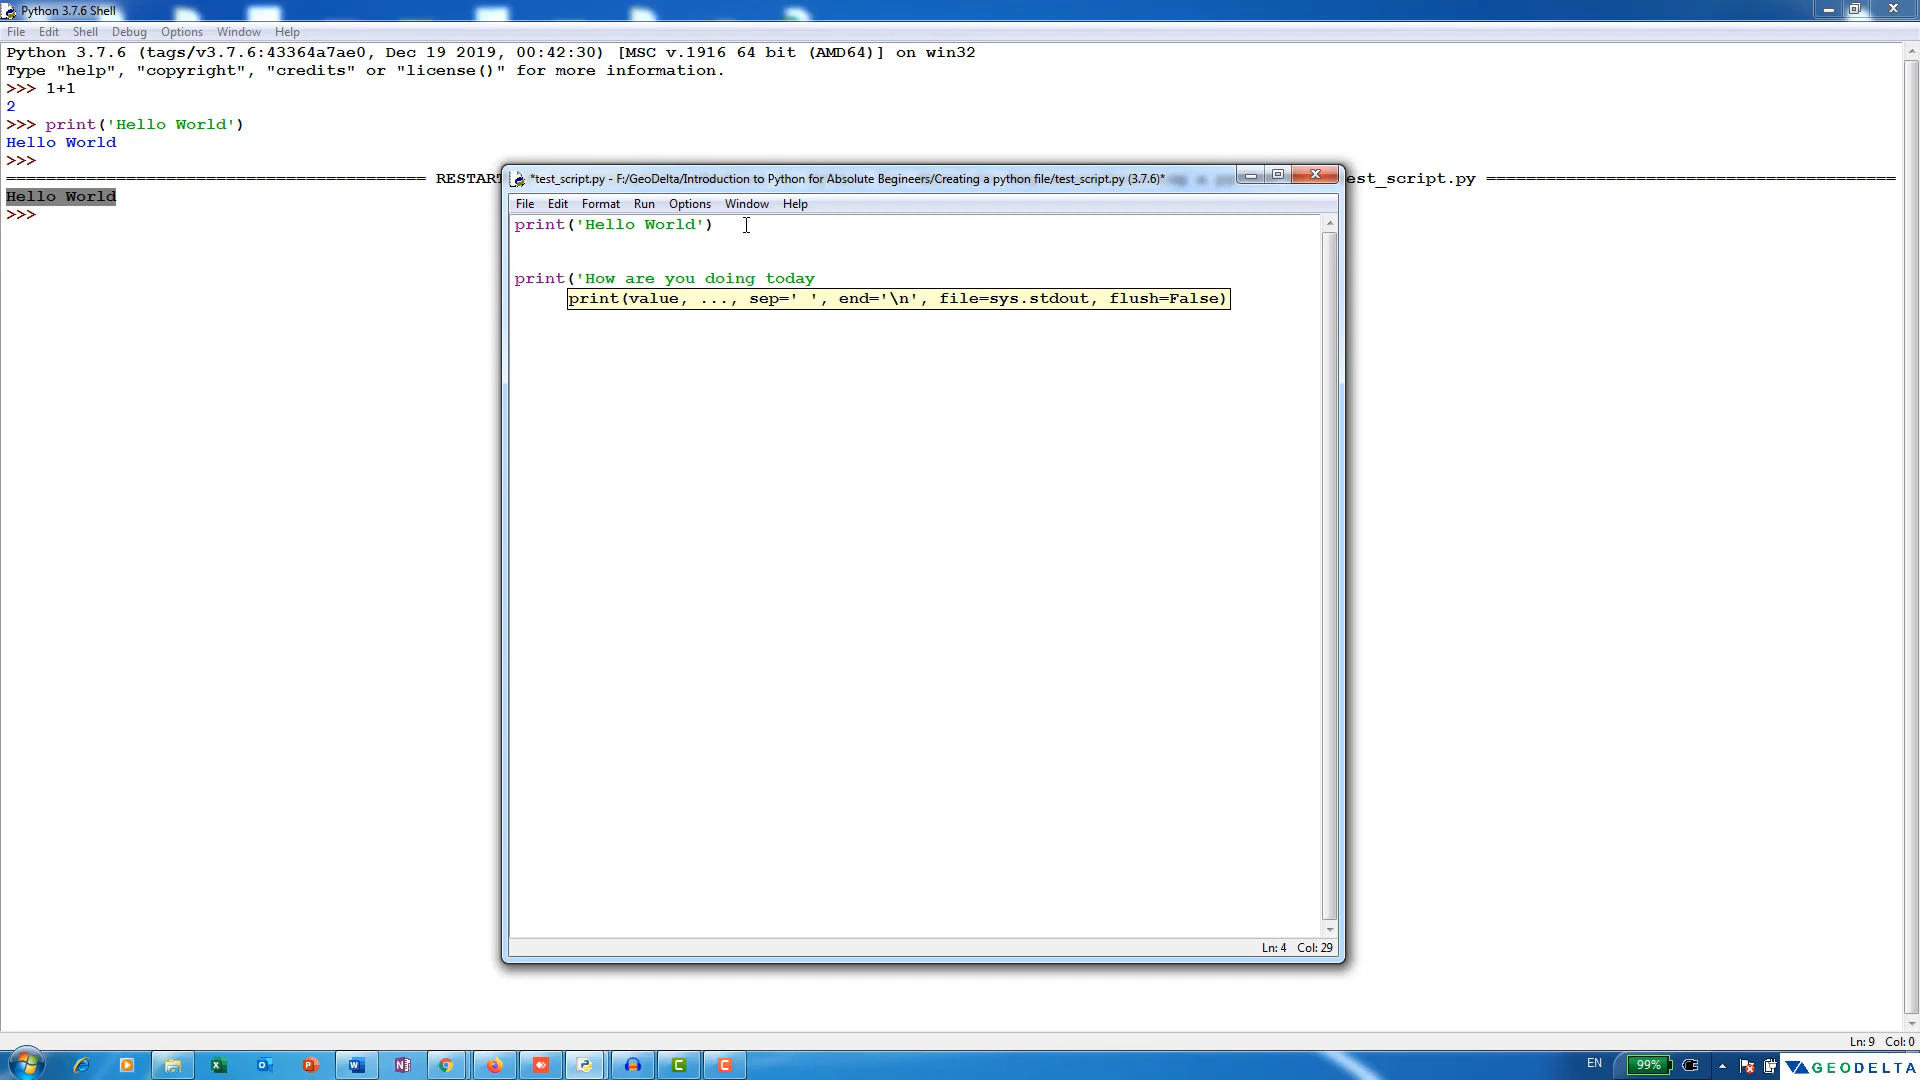 Python 3.7.6 Shell
File Edit Shell Debug Options Window Help
Python 3.7.6 (tags/v3.7.6:43364a7ae0, Dec 19 2019, 00:42:30) [MSC v.1916 64 bit (AMD64)] on win32
Type "help", "copyright", "credits" or "license()" for more information.
>>> 1+1
2
>>> print('Hello World')
Hello World
>>>
========================================== RESTART est_script.py =========================================
Hello World
>>>
*test_script.py - F:/GeoDelta/Introduction to Python for Absolute Begineers/Creating a python file/test_script.py (3.7.6)*
File Edit Format Run Options Window Help
print('Hello World')
print('How are you doing today
print(value, ..., sep=' ', end='\n', file=sys.stdout, flush=False)
Ln: 4 Col: 29
Ln: 9 Col: 0
EN 99% GEODELTA